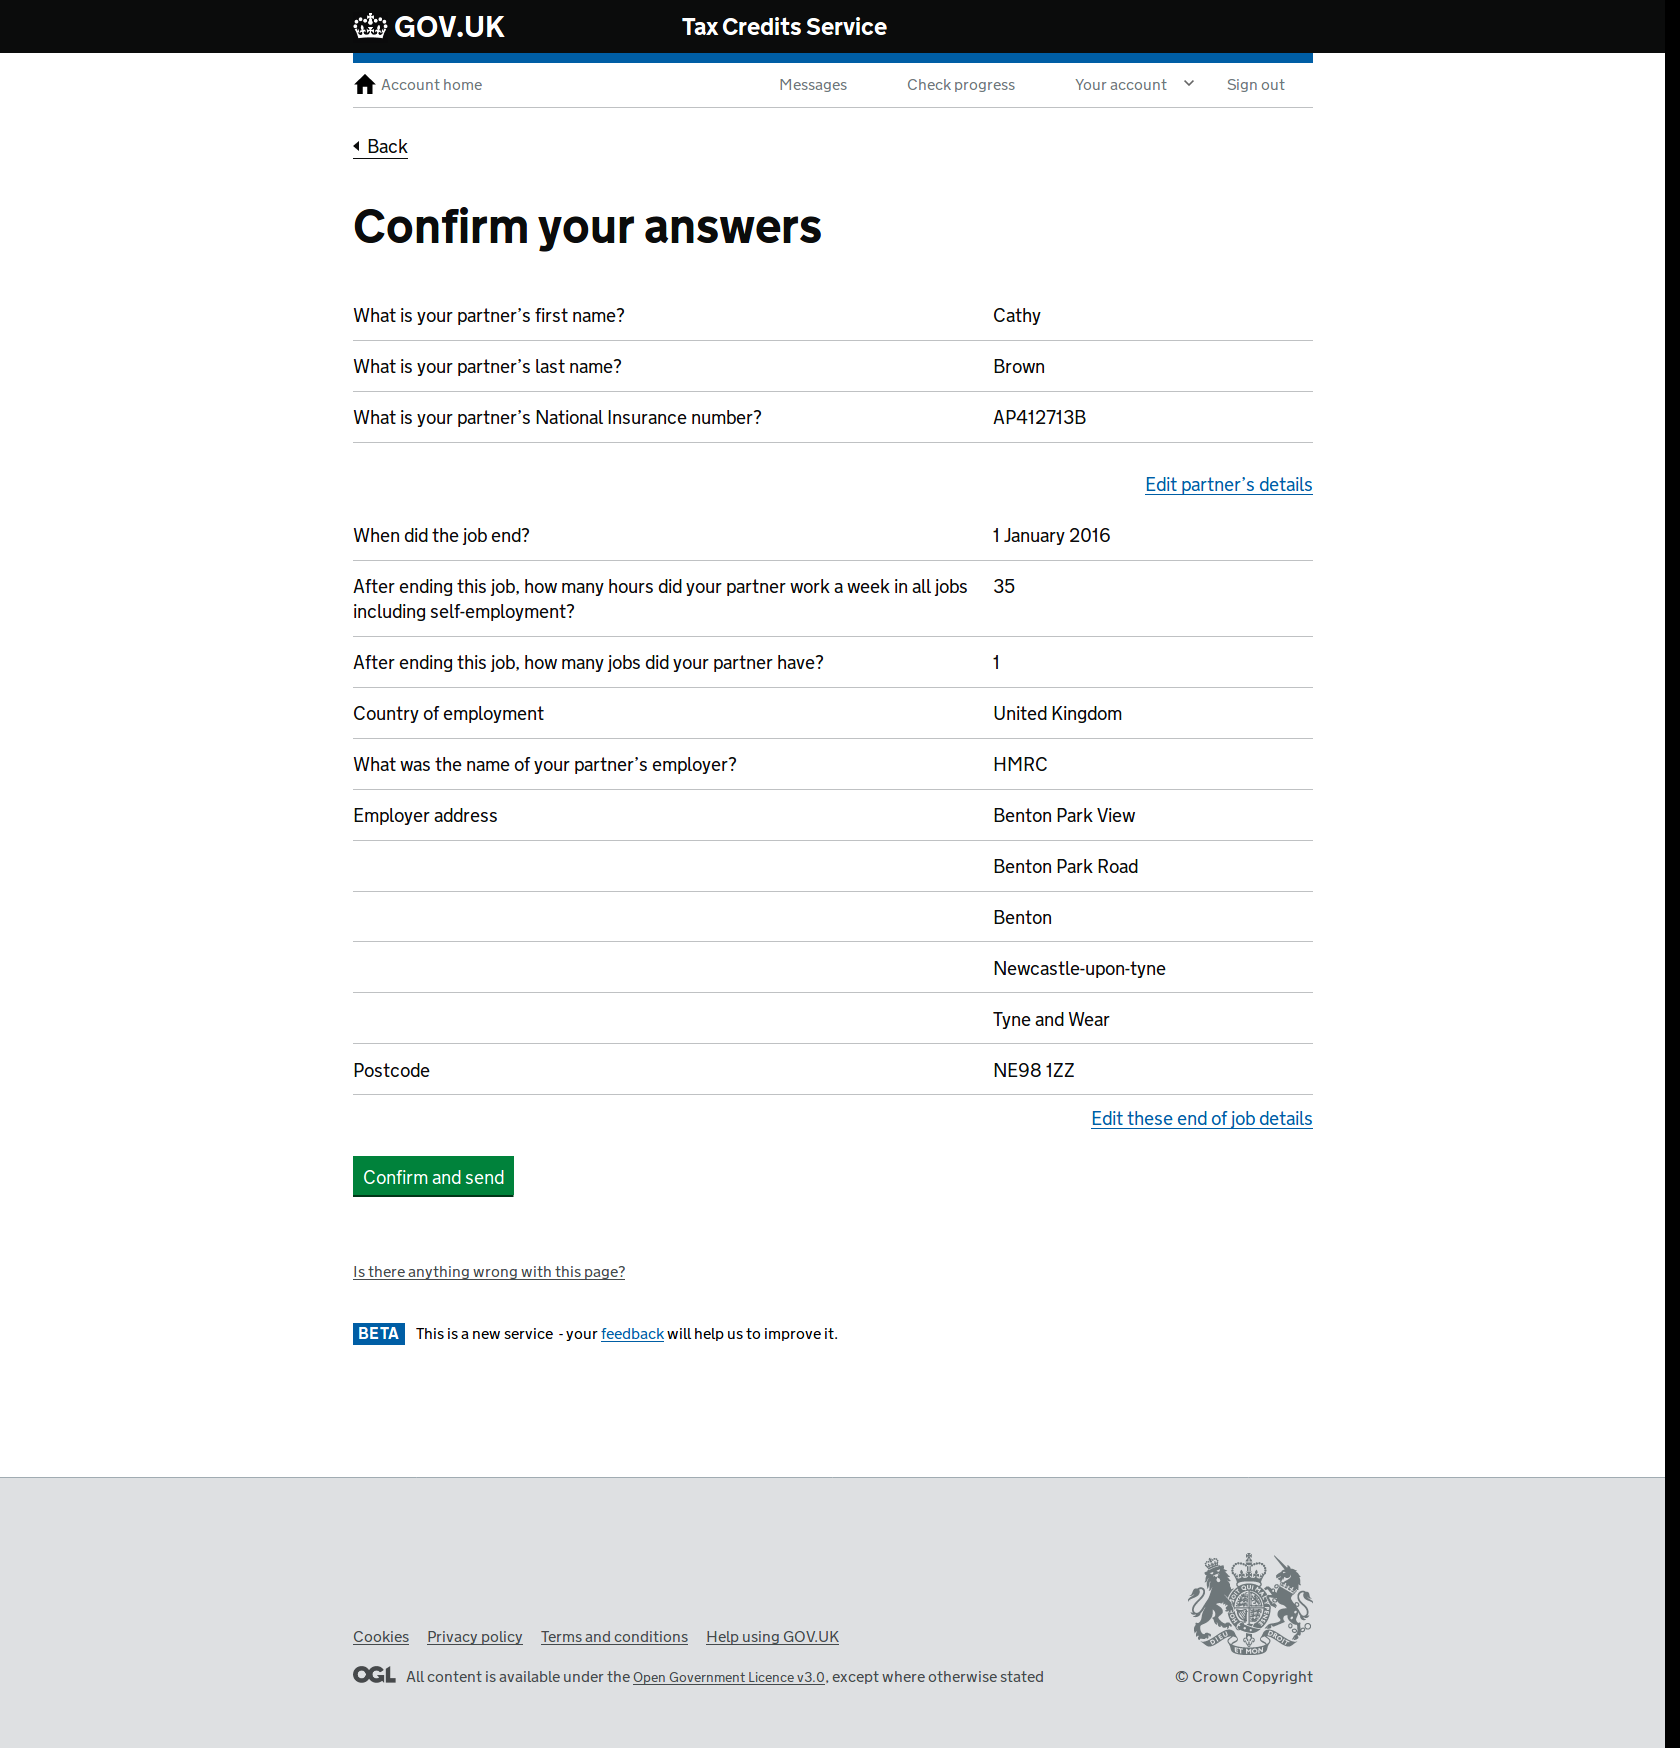 GOV.UK Tax Credits Service
Account home Messages Check progress Your account Sign out
Back
Confirm your answers
What is your partner's first name? Cathy
What is your partner's last name? Brown
What is your partner's National Insurance number? AP412713B
Edit partner's details
When did the job end? 1 January 2016
After ending this job, how many hours did your partner work a week in all jobs 35
including self-employment?
After ending this job, how many jobs did your partner have? 1
Country of employment United Kingdom
What was the name of your partner's employer? HMRC
Employer address Benton Park View
Benton Park Road
Benton
Newcastle-upon-tyne
Tyne and Wear
Postcode NE98 1ZZ
Edit these end of job details
Confirm and send
Is there anything wrong with this page?
BETA This is a new service - your feedback will help us to improve it.
Cookies Privacy policy Terms and conditions Help using GOV.UK
OGL All content is available under the Open Government Licence v3.0, except where otherwise stated
© Crown Copyright